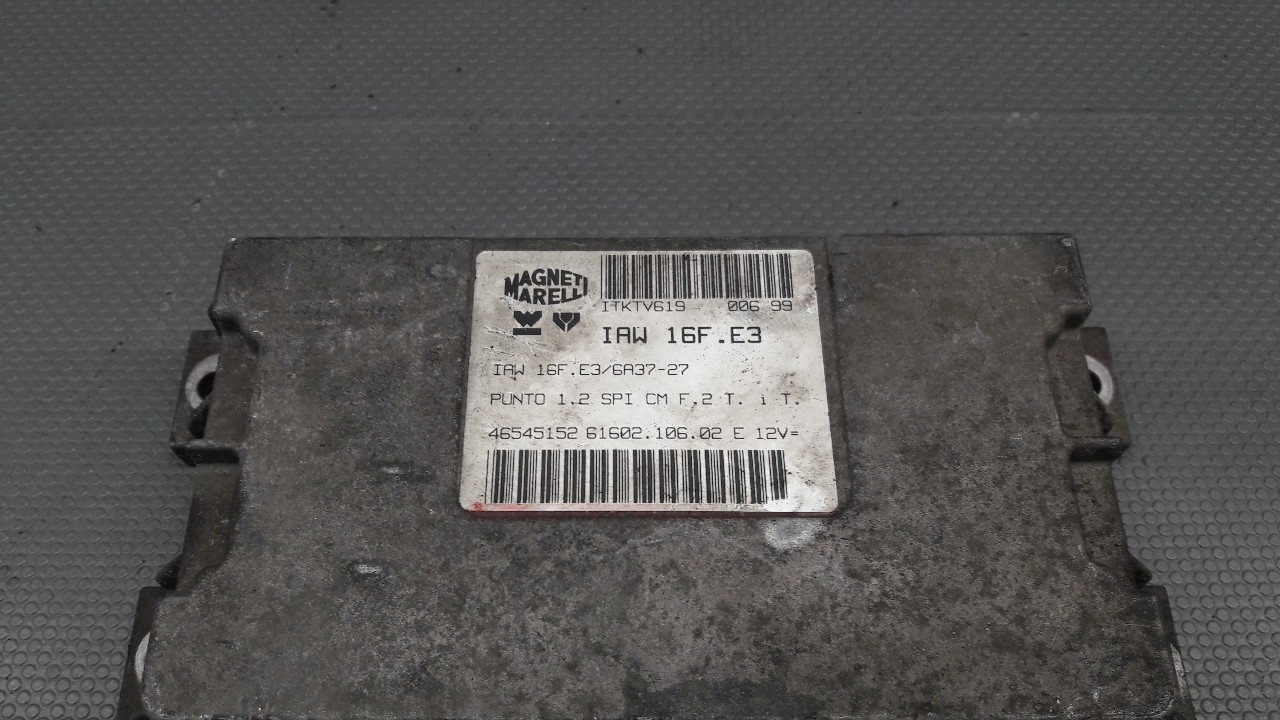 MAGNETI
MARELLI
ITKTV619 006 99
IAW 16F.E3
IAW 16F.E3/6A37-27
PUNTO 1.2 SPI CM F.2 T. i T.
46545152 61602.106.02 E 12V=